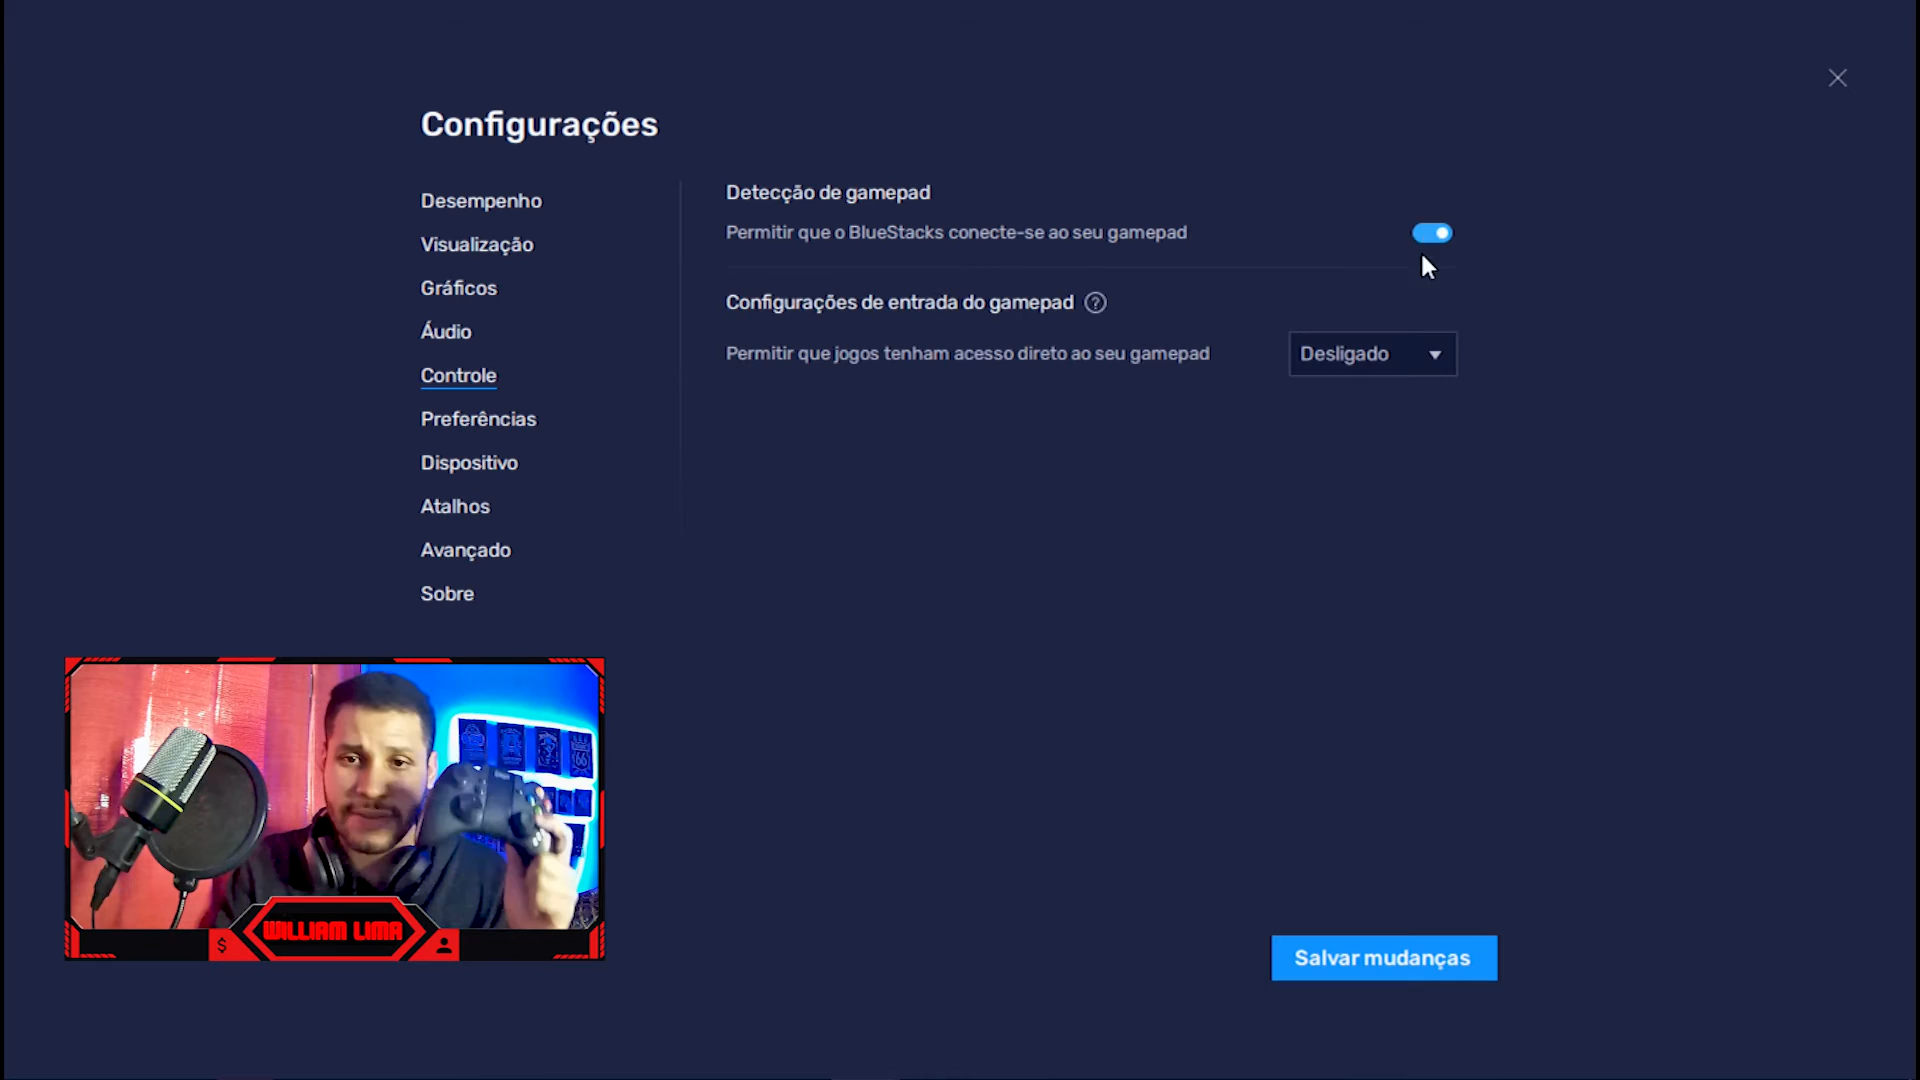 Configurações
Desempenho
Visualização
Gráficos
Áudio
Controle
Preferências
Dispositivo
Atalhos
Avançado
Sobre
Detecção de gamepad
Permitir que o BlueStacks conecte-se ao seu gamepad
Configurações de entrada do gamepad ?
Permitir que jogos tenham acesso direto ao seu gamepad
Desligado
66
$
WILLIAM LIMA
Salvar mudanças